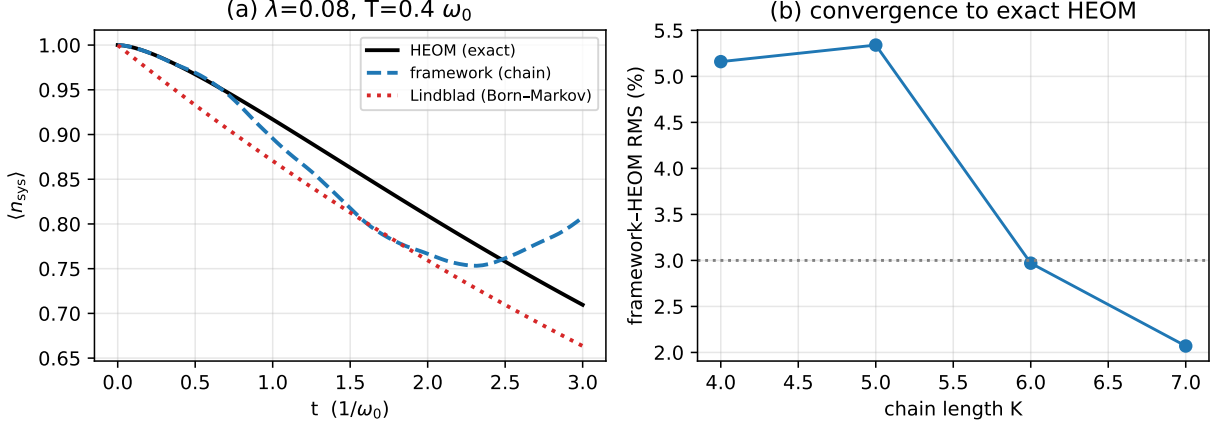 (a) λ=0.08, T=0.4 ω₀
HEOM (exact)
framework (chain)
Lindblad (Born–Markov)
⟨n_sys⟩
1.00
0.95
0.90
0.85
0.80
0.75
0.70
0.65
0.0 0.5 1.0 1.5 2.0 2.5 3.0
t (1/ω₀)
(b) convergence to exact HEOM
framework–HEOM RMS (%)
5.5
5.0
4.5
4.0
3.5
3.0
2.5
2.0
4.0 4.5 5.0 5.5 6.0 6.5 7.0
chain length K